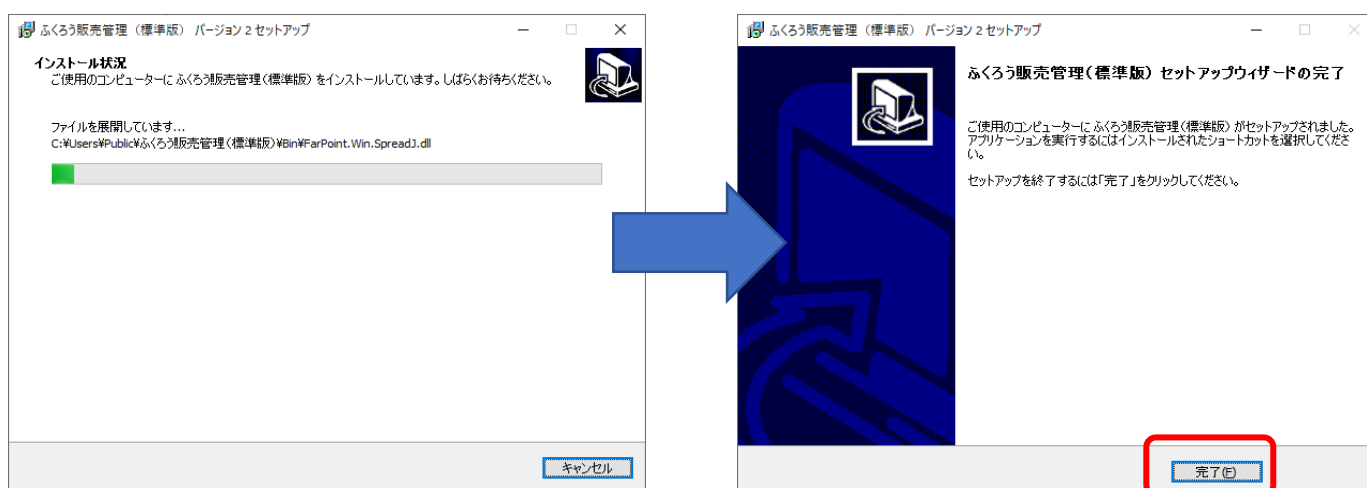 ふくろう販売管理（標準版） バージョン 2 セットアップ
インストール状況
ご使用のコンピューターに ふくろう販売管理（標準版） をインストールしています。しばらくお待ちください。
ファイルを展開しています...
C:¥Users¥Public¥ふくろう販売管理（標準版）¥Bin¥FarPoint.Win.SpreadJ.dll
キャンセル
ふくろう販売管理（標準版） バージョン 2 セットアップ
ふくろう販売管理（標準版） セットアップウィザードの完了
ご使用のコンピューターに ふくろう販売管理（標準版） がセットアップされました。
アプリケーションを実行するにはインストールされたショートカットを選択してくださ
い。
セットアップを終了するには「完了」をクリックしてください。
完了(F)